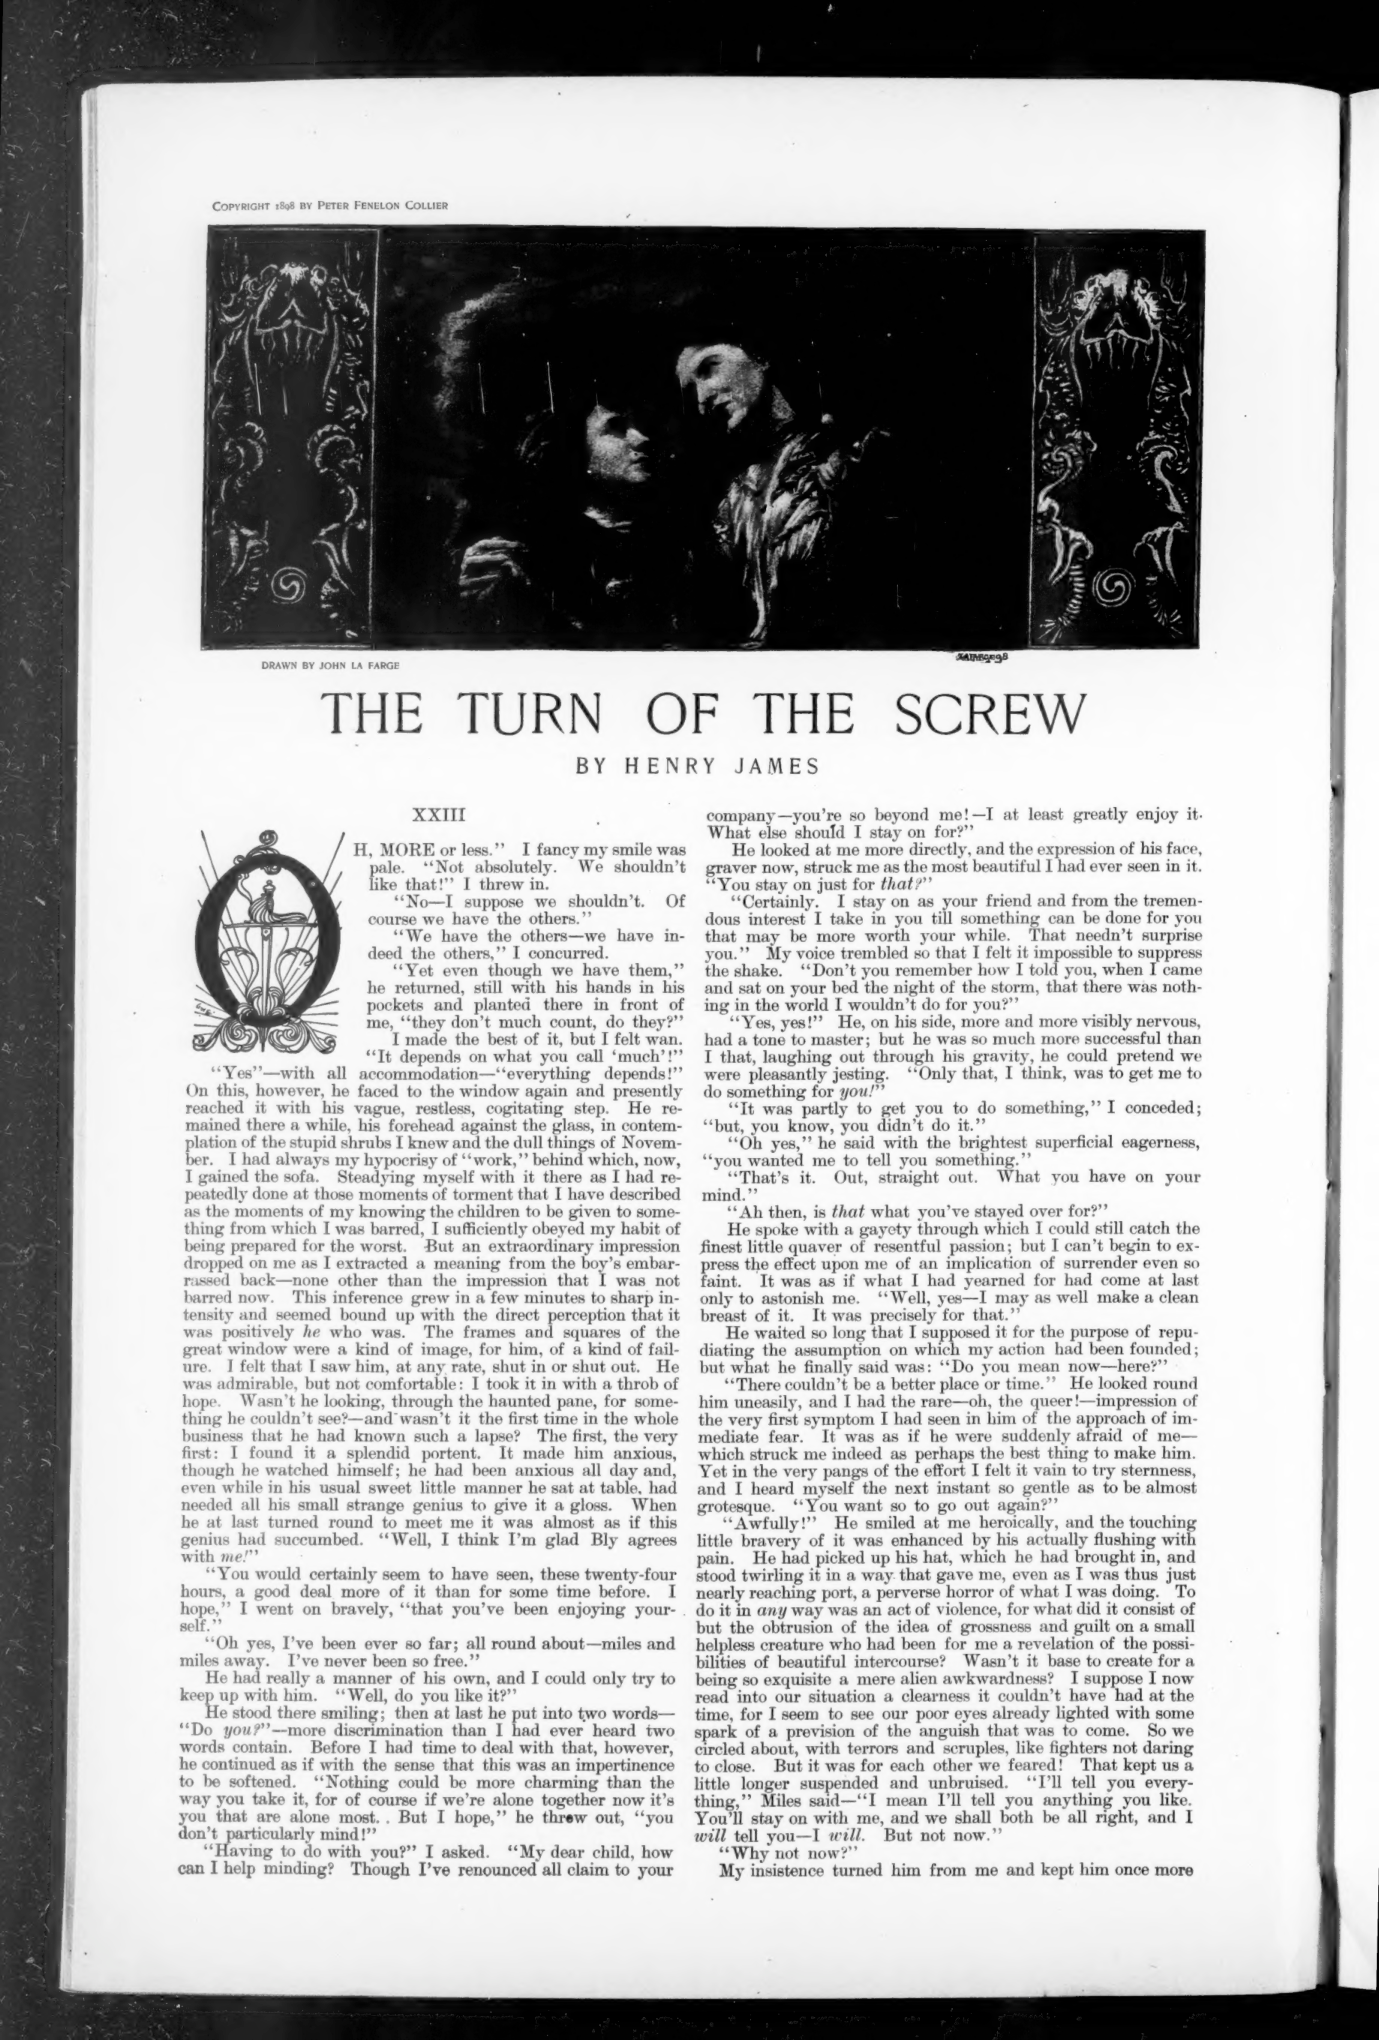 COPYRIGHT 1898 BY PETER FENELON COLLIER
DRAWN BY JOHN LA FARGE
THE TURN OF THE SCREW
BY HENRY JAMES
XXIII
OH, MORE or less." I fancy my smile was
pale. "Not absolutely. We shouldn't
like that!" I threw in.
"No—I suppose we shouldn't. Of
course we have the others."
"We have the others—we have in-
deed the others," I concurred.
"Yet even though we have them,"
he returned, still with his hands in his
pockets and planted there in front of
me, "they don't much count, do they?"
I made the best of it, but I felt wan.
"It depends on what you call 'much'!"
"Yes"—with all accommodation—"everything depends!"
On this, however, he faced to the window again and presently
reached it with his vague, restless, cogitating step. He re-
mained there a while, his forehead against the glass, in contem-
plation of the stupid shrubs I knew and the dull things of Novem-
ber. I had always my hypocrisy of "work," behind which, now,
I gained the sofa. Steadying myself with it there as I had re-
peatedly done at those moments of torment that I have described
as the moments of my knowing the children to be given to some-
thing from which I was barred, I sufficiently obeyed my habit of
being prepared for the worst. But an extraordinary impression
dropped on me as I extracted a meaning from the boy's embar-
rassed back—none other than the impression that I was not
barred now. This inference grew in a few minutes to sharp in-
tensity and seemed bound up with the direct perception that it
was positively he who was. The frames and squares of the
great window were a kind of image, for him, of a kind of fail-
ure. I felt that I saw him, at any rate, shut in or shut out. He
was admirable, but not comfortable: I took it in with a throb of
hope. Wasn't he looking, through the haunted pane, for some-
thing he couldn't see?—and wasn't it the first time in the whole
business that he had known such a lapse? The first, the very
first: I found it a splendid portent. It made him anxious,
though he watched himself; he had been anxious all day and,
even while in his usual sweet little manner he sat at table, had
needed all his small strange genius to give it a gloss. When
he at last turned round to meet me it was almost as if this
genius had succumbed. "Well, I think I'm glad Bly agrees
with me!"
"You would certainly seem to have seen, these twenty-four
hours, a good deal more of it than for some time before. I
hope," I went on bravely, "that you've been enjoying your-
self."
"Oh yes, I've been ever so far; all round about—miles and
miles away. I've never been so free."
He had really a manner of his own, and I could only try to
keep up with him. "Well, do you like it?"
He stood there smiling; then at last he put into two words—
"Do you?"—more discrimination than I had ever heard two
words contain. Before I had time to deal with that, however,
he continued as if with the sense that this was an impertinence
to be softened. "Nothing could be more charming than the
way you take it, for of course if we're alone together now it's
you that are alone most. . But I hope," he threw out, "you
don't particularly mind!"
"Having to do with you?" I asked. "My dear child, how
can I help minding? Though I've renounced all claim to your
company—you're so beyond me!—I at least greatly enjoy it.
What else should I stay on for?"
He looked at me more directly, and the expression of his face,
graver now, struck me as the most beautiful I had ever seen in it.
"You stay on just for that?"
"Certainly. I stay on as your friend and from the tremen-
dous interest I take in you till something can be done for you
that may be more worth your while. That needn't surprise
you." My voice trembled so that I felt it impossible to suppress
the shake. "Don't you remember how I told you, when I came
and sat on your bed the night of the storm, that there was noth-
ing in the world I wouldn't do for you?"
"Yes, yes!" He, on his side, more and more visibly nervous,
had a tone to master; but he was so much more successful than
I that, laughing out through his gravity, he could pretend we
were pleasantly jesting. "Only that, I think, was to get me to
do something for you!"
"It was partly to get you to do something," I conceded;
"but, you know, you didn't do it."
"Oh yes," he said with the brightest superficial eagerness,
"you wanted me to tell you something."
"That's it. Out, straight out. What you have on your
mind."
"Ah then, is that what you've stayed over for?"
He spoke with a gayety through which I could still catch the
finest little quaver of resentful passion; but I can't begin to ex-
press the effect upon me of an implication of surrender even so
faint. It was as if what I had yearned for had come at last
only to astonish me. "Well, yes—I may as well make a clean
breast of it. It was precisely for that."
He waited so long that I supposed it for the purpose of repu-
diating the assumption on which my action had been founded;
but what he finally said was: "Do you mean now—here?"
"There couldn't be a better place or time." He looked round
him uneasily, and I had the rare—oh, the queer!—impression of
the very first symptom I had seen in him of the approach of im-
mediate fear. It was as if he were suddenly afraid of me—
which struck me indeed as perhaps the best thing to make him.
Yet in the very pangs of the effort I felt it vain to try sternness,
and I heard myself the next instant so gentle as to be almost
grotesque. "You want so to go out again?"
"Awfully!" He smiled at me heroically, and the touching
little bravery of it was enhanced by his actually flushing with
pain. He had picked up his hat, which he had brought in, and
stood twirling it in a way that gave me, even as I was thus just
nearly reaching port, a perverse horror of what I was doing. To
do it in any way was an act of violence, for what did it consist of
but the obtrusion of the idea of grossness and guilt on a small
helpless creature who had been for me a revelation of the possi-
bilities of beautiful intercourse? Wasn't it base to create for a
being so exquisite a mere alien awkwardness? I suppose I now
read into our situation a clearness it couldn't have had at the
time, for I seem to see our poor eyes already lighted with some
spark of a prevision of the anguish that was to come. So we
circled about, with terrors and scruples, like fighters not daring
to close. But it was for each other we feared! That kept us a
little longer suspended and unbruised. "I'll tell you every-
thing," Miles said—"I mean I'll tell you anything you like.
You'll stay on with me, and we shall both be all right, and I
will tell you—I will. But not now."
"Why not now?"
My insistence turned him from me and kept him once more